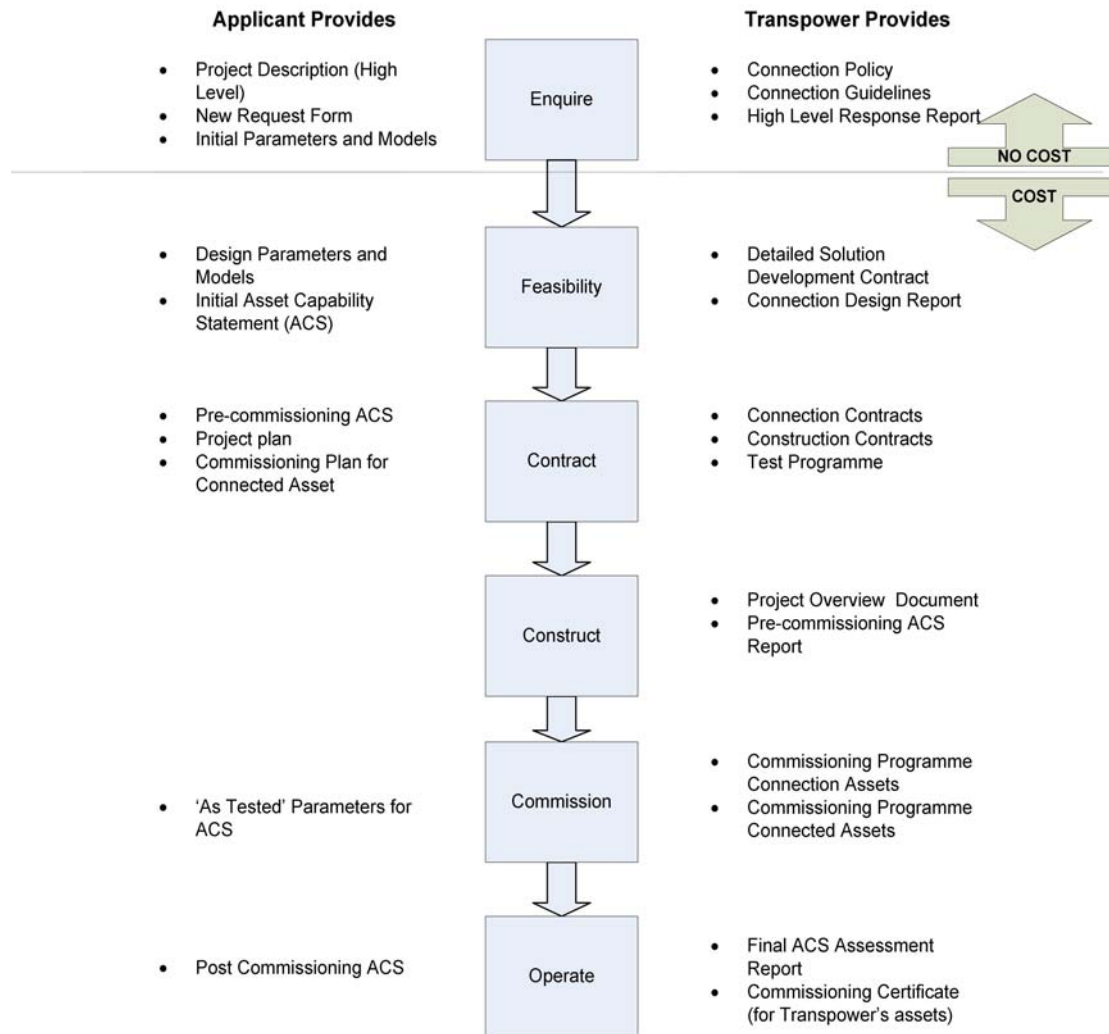 Applicant Provides
Transpower Provides
• Project Description (High
Level)
• New Request Form
• Initial Parameters and Models
Enquire
• Connection Policy
• Connection Guidelines
• High Level Response Report
NO COST
COST
• Design Parameters and
Models
• Initial Asset Capability
Statement (ACS)
Feasibility
• Detailed Solution
Development Contract
• Connection Design Report
• Pre-commissioning ACS
• Project plan
• Commissioning Plan for
Connected Asset
Contract
• Connection Contracts
• Construction Contracts
• Test Programme
Construct
• Project Overview Document
• Pre-commissioning ACS
Report
• ‘As Tested’ Parameters for
ACS
Commission
• Commissioning Programme
Connection Assets
• Commissioning Programme
Connected Assets
• Post Commissioning ACS
Operate
• Final ACS Assessment
Report
• Commissioning Certificate
(for Transpower’s assets)